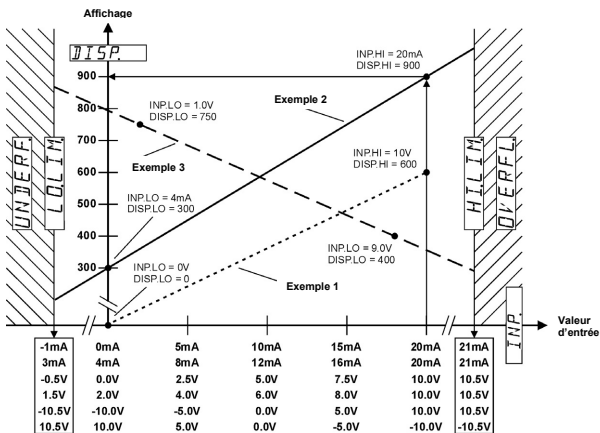 Affichage
DISP.
INP.HI = 20mA
DISP.HI = 900
900
800
700
600
500
400
300
INP.LO = 1.0V
DISP.LO = 750
Exemple 2
Exemple 3
INP.HI = 10V
DISP.HI = 600
INP.LO = 4mA
DISP.LO = 300
INP.LO = 9.0V
DISP.LO = 400
INP.LO = 0V
DISP.LO = 0
Exemple 1
UNDERF.
LO.LIM.
HI.LIM.
OVERFL.
INP.
Valeur
d'entrée
-1mA 0mA 5mA 10mA 15mA 20mA 21mA
3mA 4mA 8mA 12mA 16mA 20mA 21mA
-0.5V 0.0V 2.5V 5.0V 7.5V 10.0V 10.5V
1.5V 2.0V 4.0V 6.0V 8.0V 10.0V 10.5V
-10.5V -10.0V -5.0V 0.0V 5.0V 10.0V 10.5V
10.5V 10.0V 5.0V 0.0V -5.0V -10.0V -10.5V